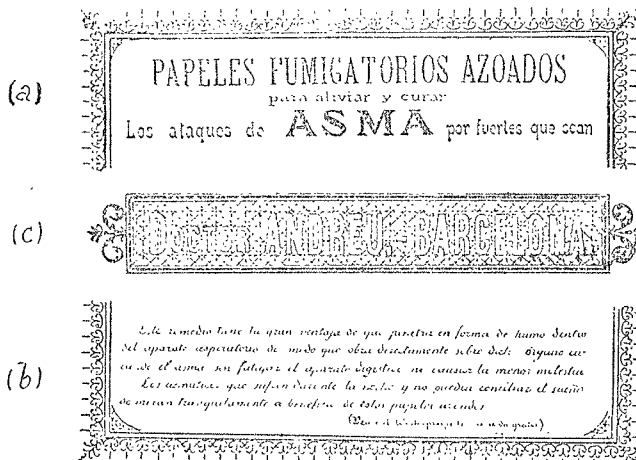 (a)
PAPELES FUMIGATORIOS AZOADOS
para aliviar y curar
Los ataques de ASMA por fuertes que sean
(c)
DOCTOR ANDREU, BARCELONA
(b)
Este remedio tiene la gran ventaja de que penetra en forma de humo dentro
del aparato respiratorio de modo que obra directamente sobre dicho órgano
el asma sin fatigar el aparato digestivo ni causar la menor molestia
Los asmáticos que sufren durante la noche y no pueden conciliar el sueño
tranquilamente a beneficio de estos papeles azoados